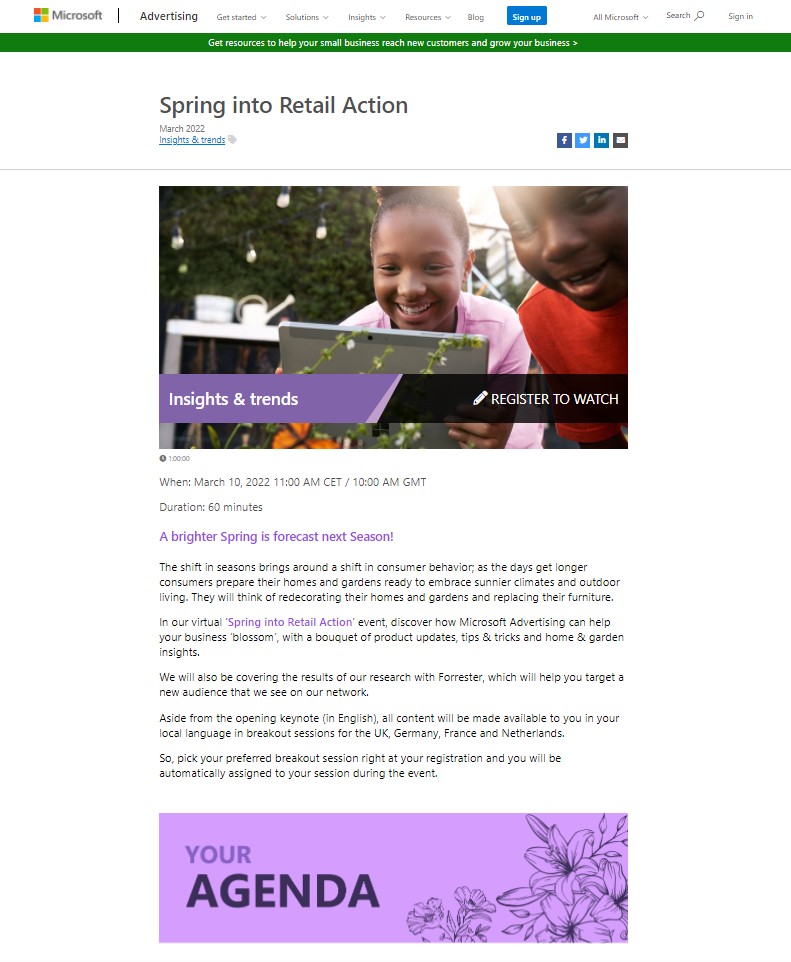 Microsoft
Advertising
Get started
Solutions
Insights
Resources
Blog
Sign up
All Microsoft
Search
Sign in
Get resources to help your small business reach new customers and grow your business >
Spring into Retail Action
March 2022
Insights & trends
Insights & trends
REGISTER TO WATCH
1:00:00
When: March 10, 2022 11:00 AM CET / 10:00 AM GMT
Duration: 60 minutes
A brighter Spring is forecast next Season!
The shift in seasons brings around a shift in consumer behavior; as the days get longer
consumers prepare their homes and gardens ready to embrace sunnier climates and outdoor
living. They will think of redecorating their homes and gardens and replacing their furniture.
In our virtual 'Spring into Retail Action' event, discover how Microsoft Advertising can help
your business 'blossom', with a bouquet of product updates, tips & tricks and home & garden
insights.
We will also be covering the results of our research with Forrester, which will help you target a
new audience that we see on our network.
Aside from the opening keynote (in English), all content will be made available to you in your
local language in breakout sessions for the UK, Germany, France and Netherlands.
So, pick your preferred breakout session right at your registration and you will be
automatically assigned to your session during the event.
YOUR
AGENDA